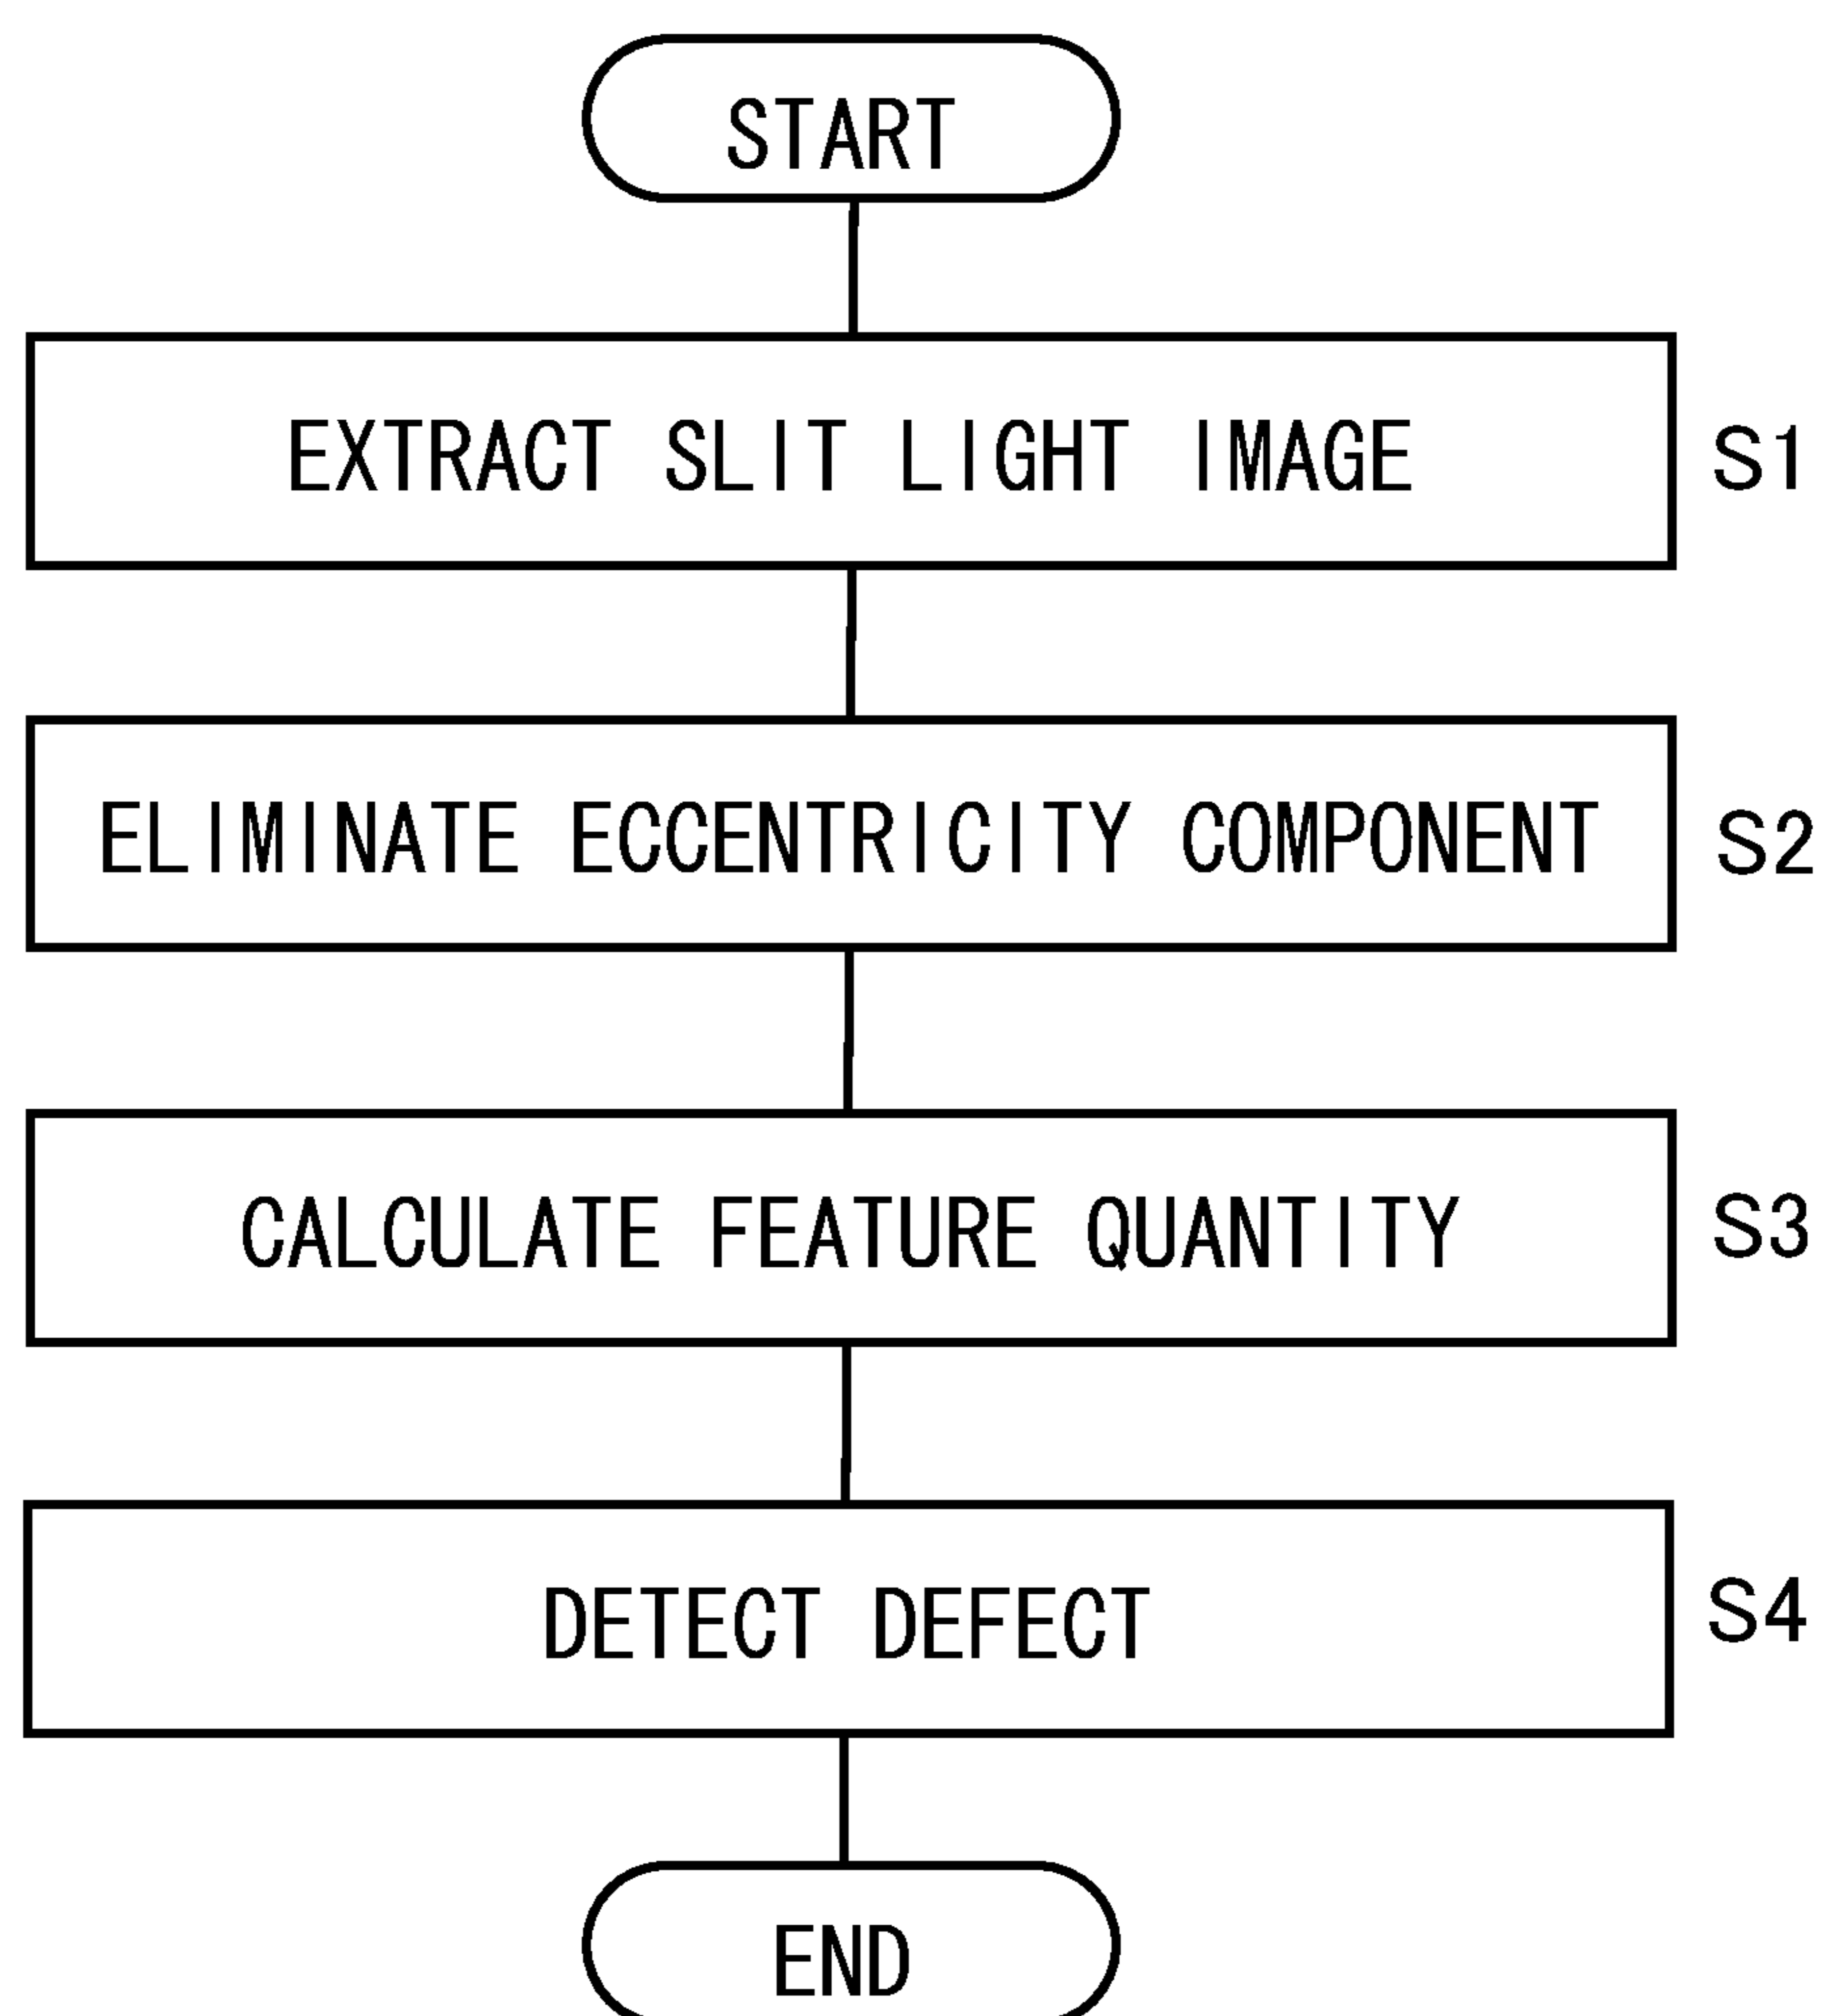 START
EXTRACT SLIT LIGHT IMAGE S1
ELIMINATE ECCENTRICITY COMPONENT S2
CALCULATE FEATURE QUANTITY S3
DETECT DEFECT S4
END